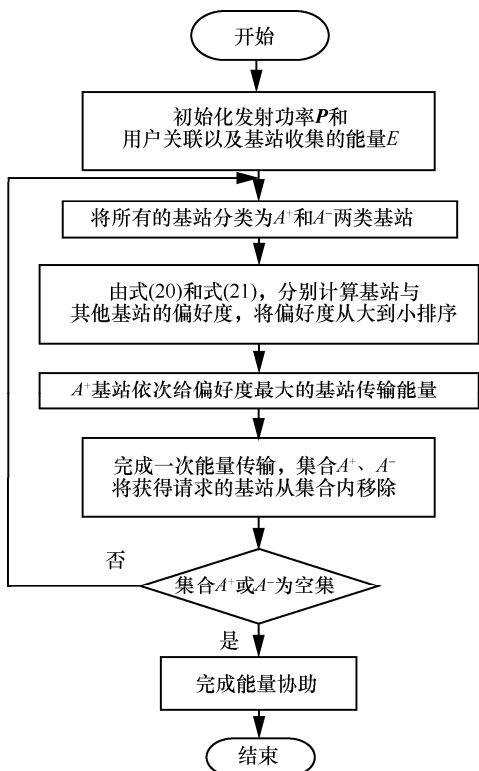 开始
初始化发射功率P和
用户关联以及基站收集的能量E
将所有的基站分类为A⁺和A⁻两类基站
由式(20)和式(21)，分别计算基站与
其他基站的偏好度，将偏好度从大到小排序
A⁺基站依次给偏好度最大的基站传输能量
完成一次能量传输，集合A⁺、A⁻
将获得请求的基站从集合内移除
否
集合A⁺或A⁻为空集
是
完成能量协助
结束